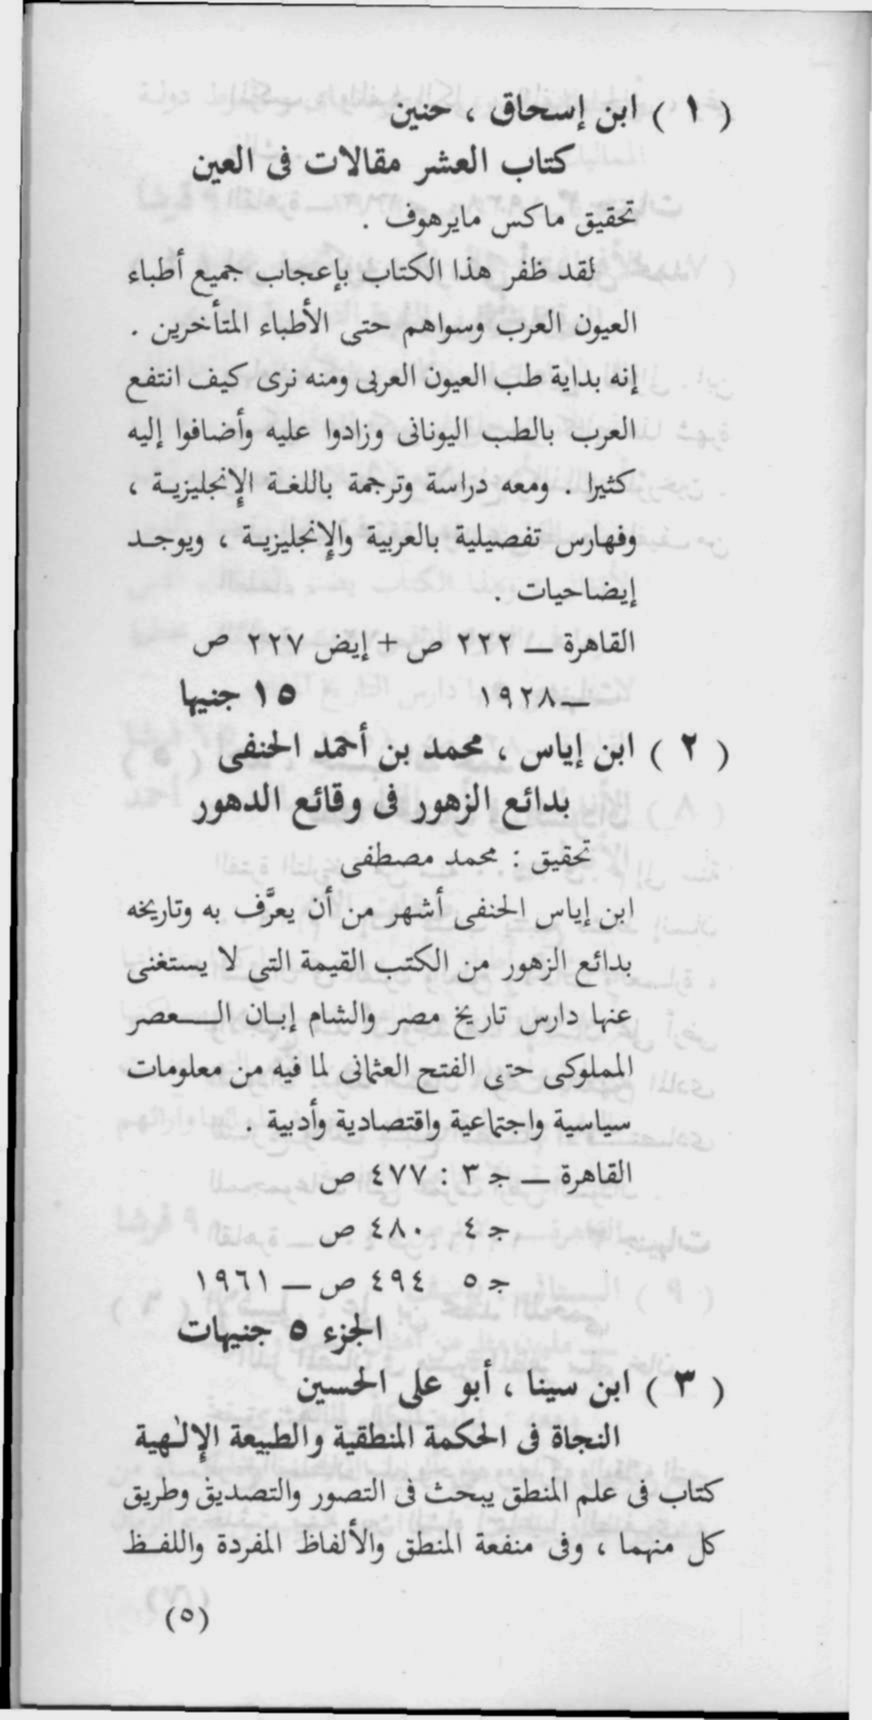 ( ١ ) ابن إسحاق ، حنين
كتاب العشر مقالات فى العين
تحقيق ماكس مايرهوف .
لقد ظفر هذا الكتاب بإعجاب جميع أطباء
العيون العرب وسواهم حتى الأطباء المتأخرين .
إنه بداية طب العيون العربى ومنه نرى كيف انتفع
العرب بالطب اليونانى وزادوا عليه وأضافوا إليه
كثيرا . ومعه دراسة وترجمة باللغة الإنجليزية ،
وفهارس تفصيلية بالعربية والإنجليزية ، ويوجد
إيضاحيات .
القاهرة — ٢٢٢ ص + إيض ٢٢٧ ص
—١٩٢٨ ١٥ جنيها
( ٢ ) ابن إياس ، محمد بن أحمد الحنفى
بدائع الزهور فى وقائع الدهور
تحقيق : محمد مصطفى
ابن إياس الحنفى أشهر من أن يعرَّف به وتاريخه
بدائع الزهور من الكتب القيمة التى لا يستغنى
عنها دارس تاريخ مصر والشام إبان العصر
المملوكى حتى الفتح العثمانى لما فيه من معلومات
سياسية واجتماعية واقتصادية وأدبية .
القاهرة — جـ ٣ : ٤٧٧ ص
جـ ٤ ٤٨٠ ص
جـ ٥ ٤٩٤ ص — ١٩٦١
الجزء ٥ جنيهات
( ٣ ) ابن سينا ، أبو على الحسين
النجاة فى الحكمة المنطقية والطبيعة الإلٰهية
كتاب فى علم المنطق يبحث فى التصور والتصديق وطريق
كل منهما ، وفى منفعة المنطق والألفاظ المفردة واللفظ
(٥)